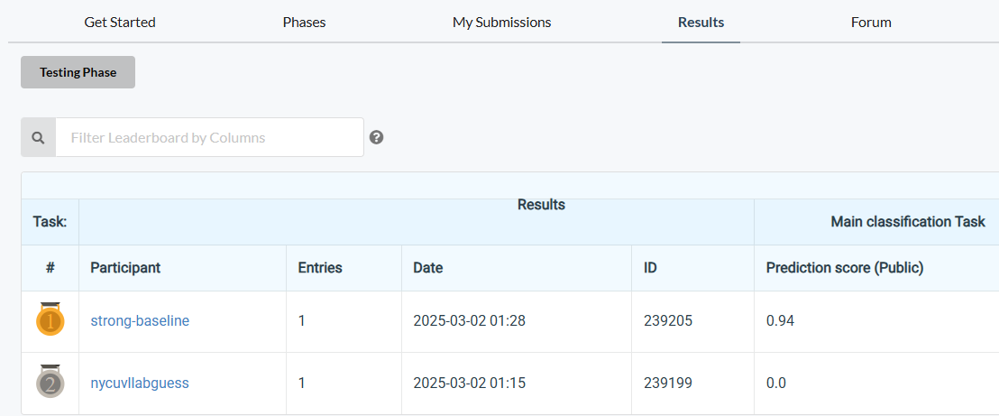 Get Started Phases My Submissions Results Forum
Testing Phase
Filter Leaderboard by Columns
Results
Task: Main classification Task
# Participant Entries Date ID Prediction score (Public)
1 strong-baseline 1 2025-03-02 01:28 239205 0.94
2 nycuvllabguess 1 2025-03-02 01:15 239199 0.0